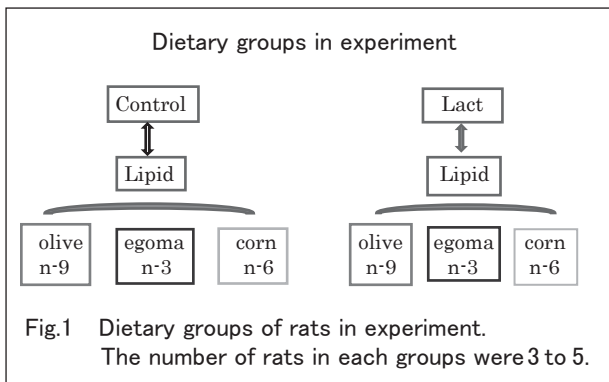 Dietary groups in experiment
Control Lact
Lipid Lipid
olive egoma corn olive egoma corn
n-9 n-3 n-6 n-9 n-3 n-6
Fig.1 Dietary groups of rats in experiment.
The number of rats in each groups were 3 to 5.